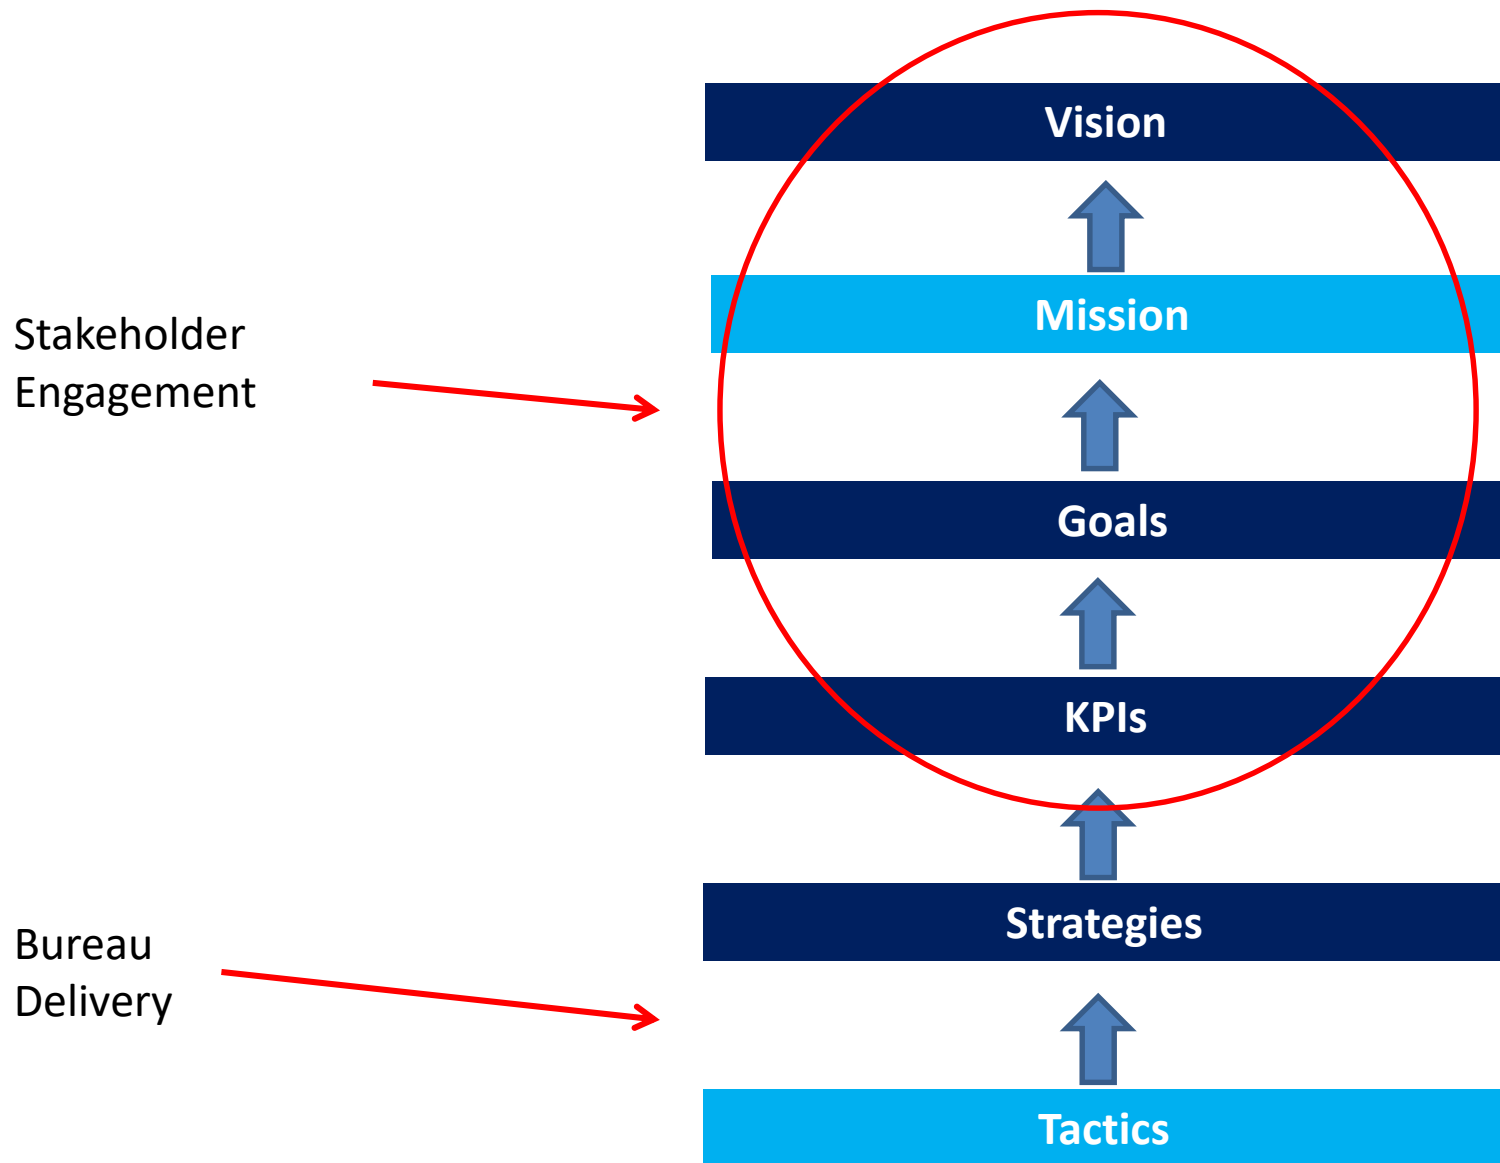 Vision
Mission
Stakeholder
Engagement
Goals
KPIs
Strategies
Bureau
Delivery
Tactics